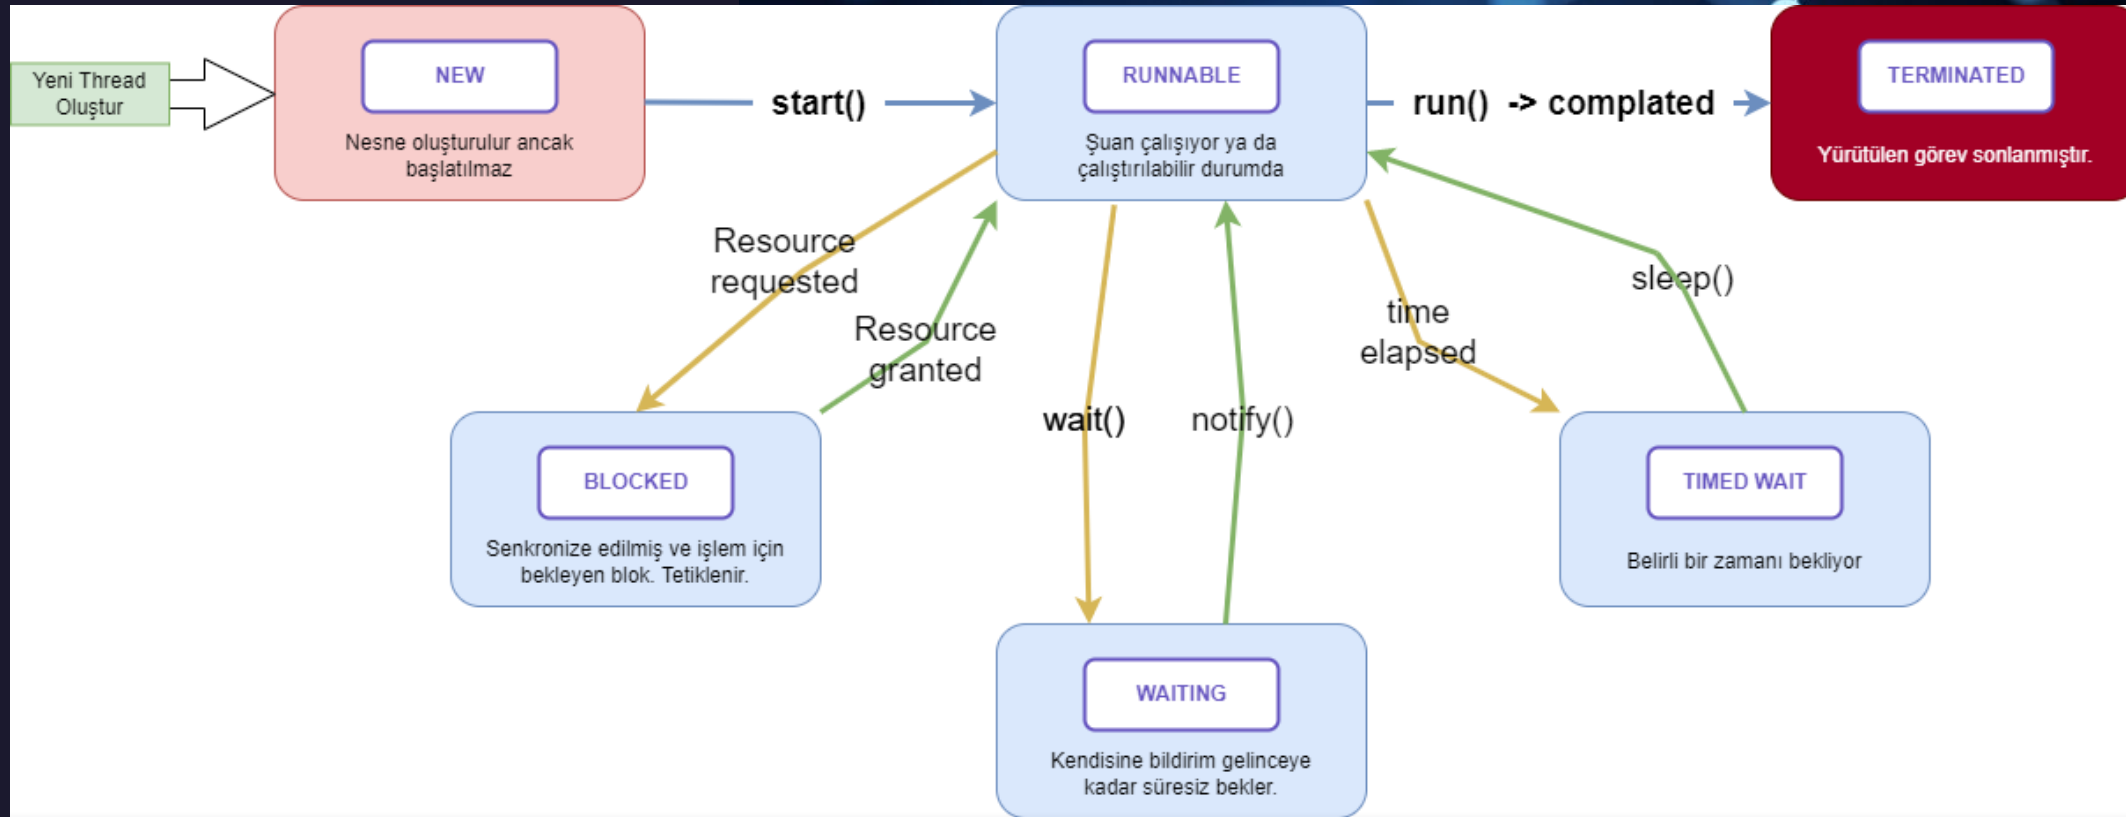 Yeni Thread
Oluştur
NEW
Nesne oluşturulur ancak
başlatılmaz
start()
RUNNABLE
Şuan çalışıyor ya da
çalıştırılabilir durumda
run() -> complated
TERMINATED
Yürütülen görev sonlanmıştır.
Resource
requested
Resource
granted
wait()
notify()
time
elapsed
sleep()
BLOCKED
Senkronize edilmiş ve işlem için
bekleyen blok. Tetiklenir.
TIMED WAIT
Belirli bir zamanı bekliyor
WAITING
Kendisine bildirim gelinceye
kadar süresiz bekler.